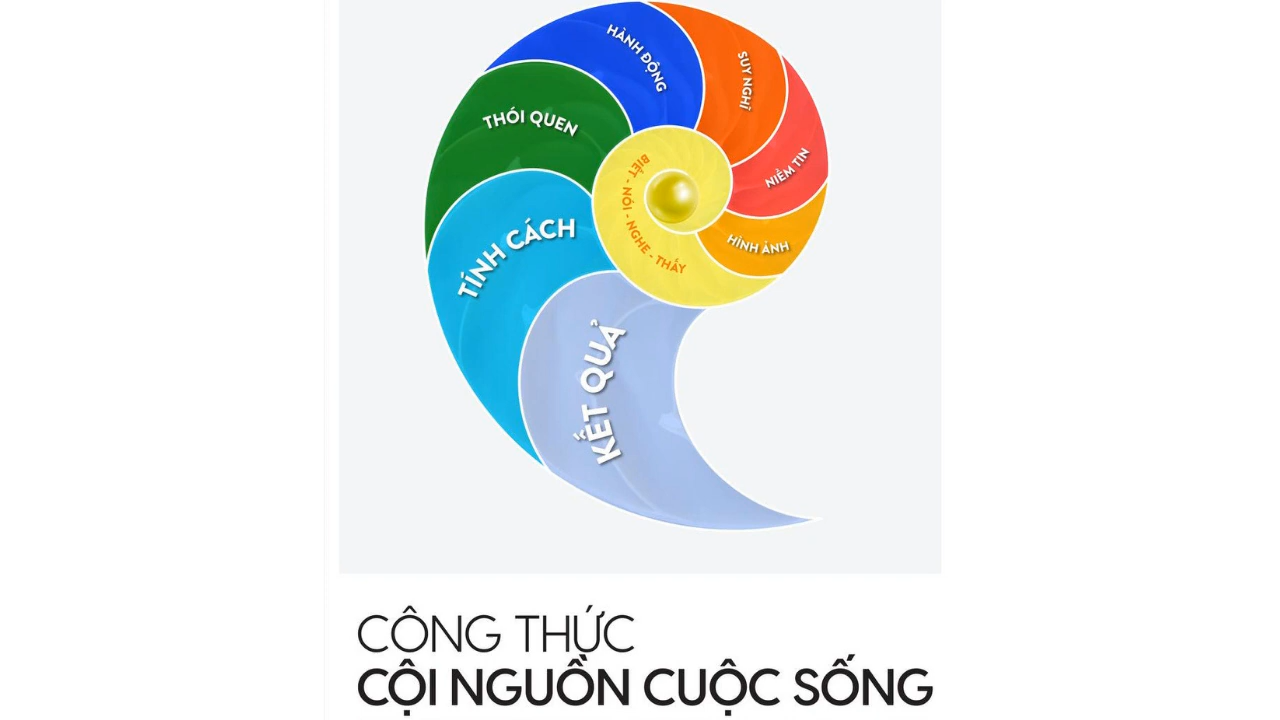 HÀNH ĐỘNG
SUY NGHĨ
THÓI QUEN
NIỀM TIN
BIẾT - NÓI - NGHE - THẤY
HÌNH ẢNH
TÍNH CÁCH
KẾT QUẢ
CÔNG THỨC
CỘI NGUỒN CUỘC SỐNG